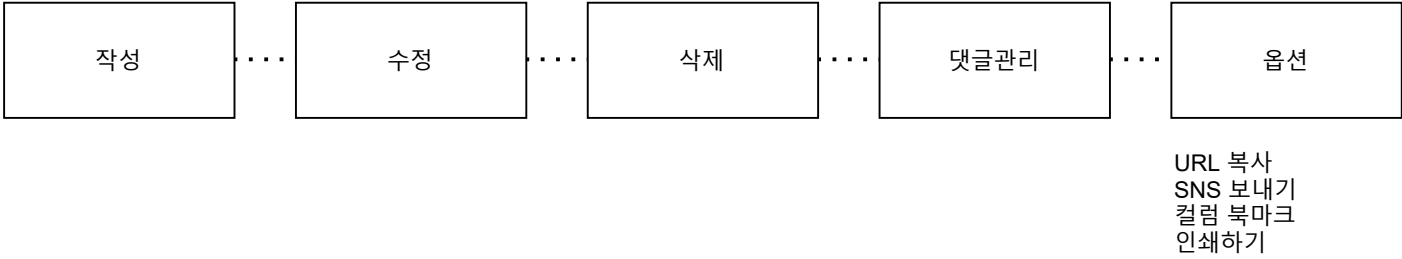 작성
수정
삭제
댓글관리
옵션
URL 복사
SNS 보내기
컬럼 북마크
인쇄하기